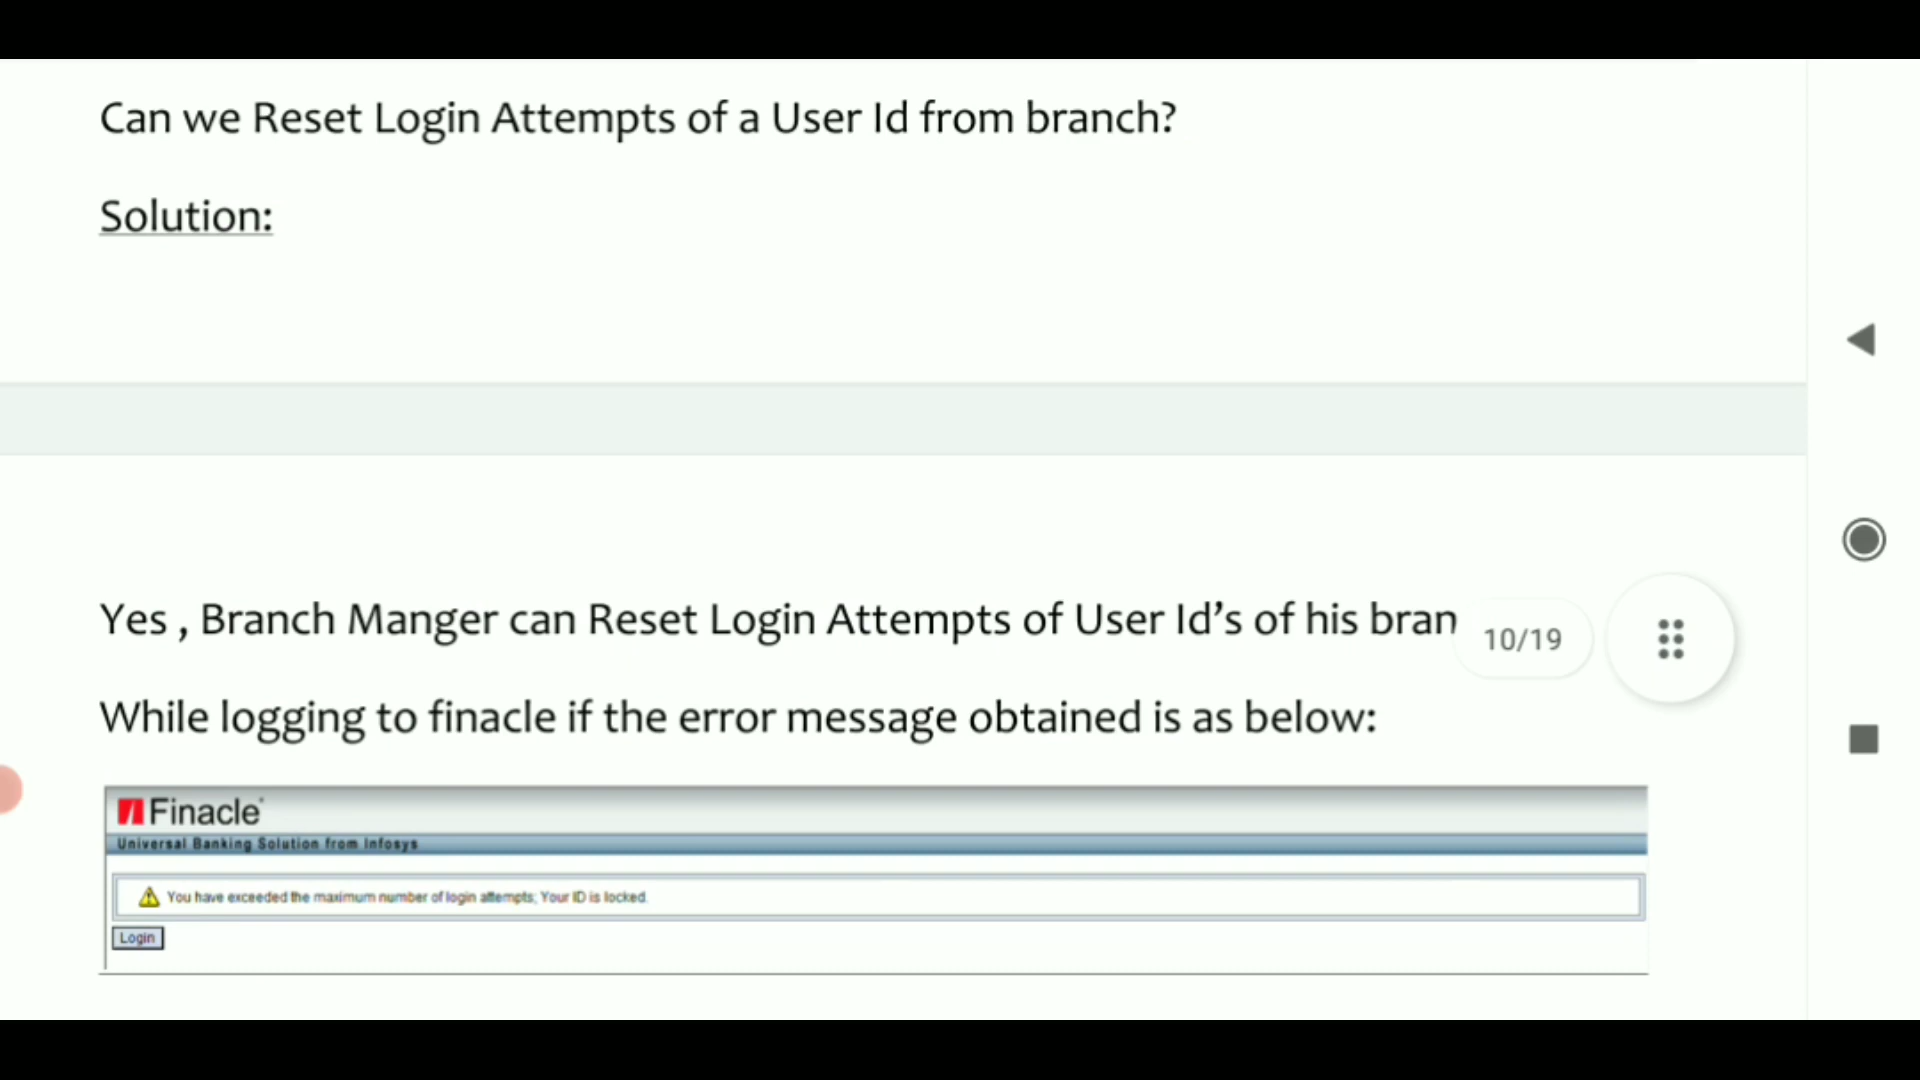 Can we Reset Login Attempts of a User Id from branch?
Solution:
Yes , Branch Manger can Reset Login Attempts of User Id’s of his bran
10/19
While logging to finacle if the error message obtained is as below:
Finacle
Universal Banking Solution from Infosys
You have exceeded the maximum number of login attempts; Your ID is locked.
Login